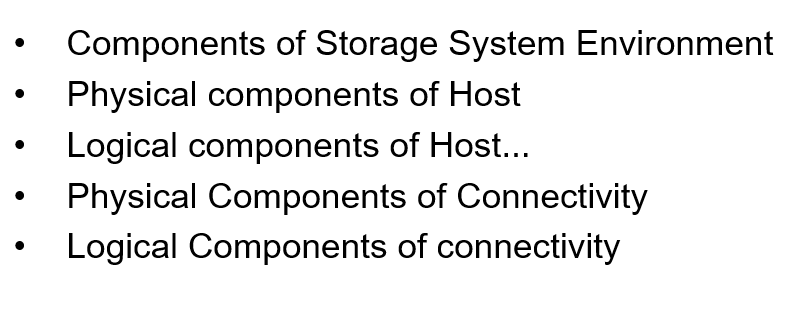 • Components of Storage System Environment
• Physical components of Host
• Logical components of Host...
• Physical Components of Connectivity
• Logical Components of connectivity